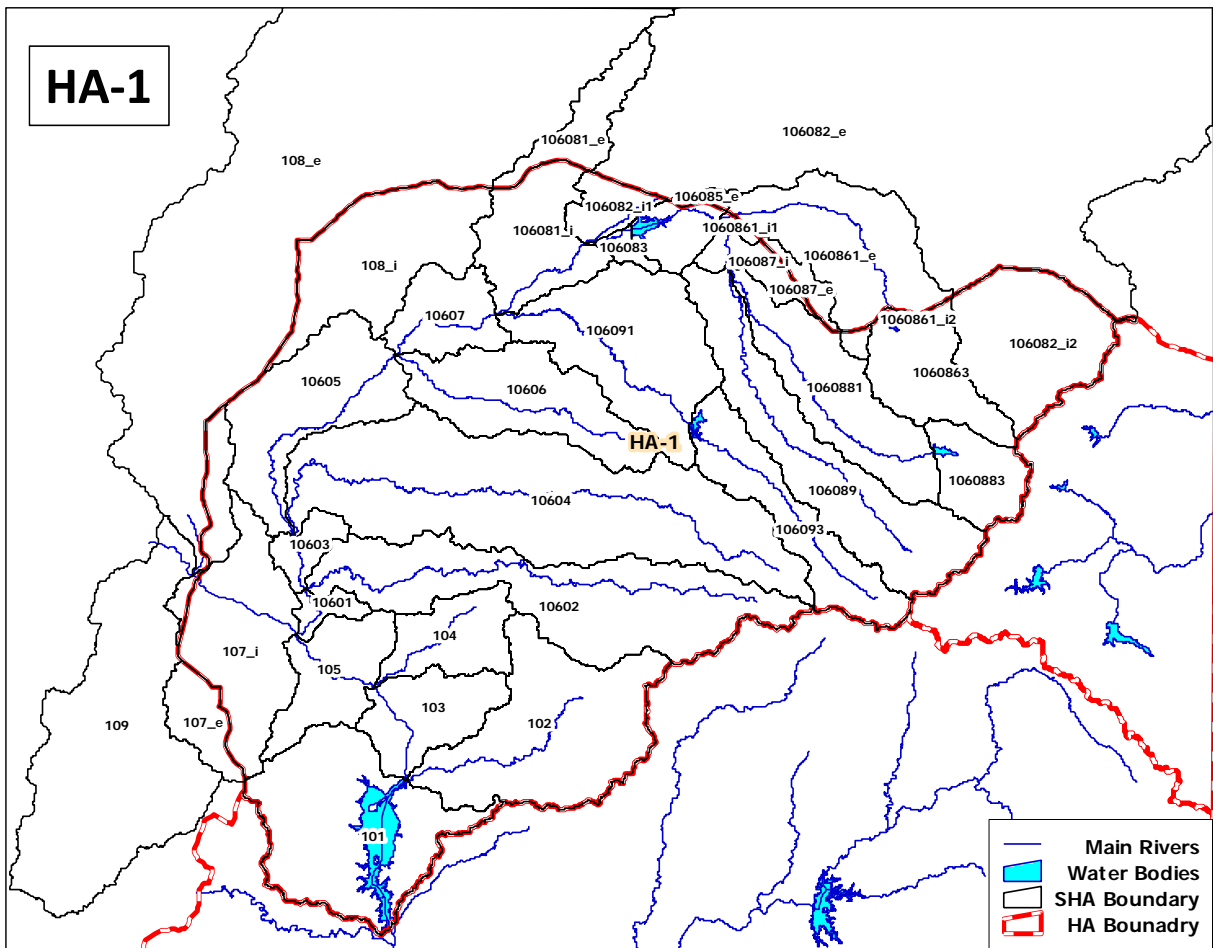 HA-1
106081_e
106082_e
108_e
106085_e
106082_i1
106081_i
1060861_i1
106083
1060861_e
106087_i
108_i
106087_e
10607
1060861_i2
106091
106082_i2
1060863
10605
10606
1060881
HA-1
1060883
106089
10604
106093
10603
10601
10602
104
107_i
105
103
107_e
109
102
101
Main Rivers
Water Bodies
SHA Boundary
HA Bounadry